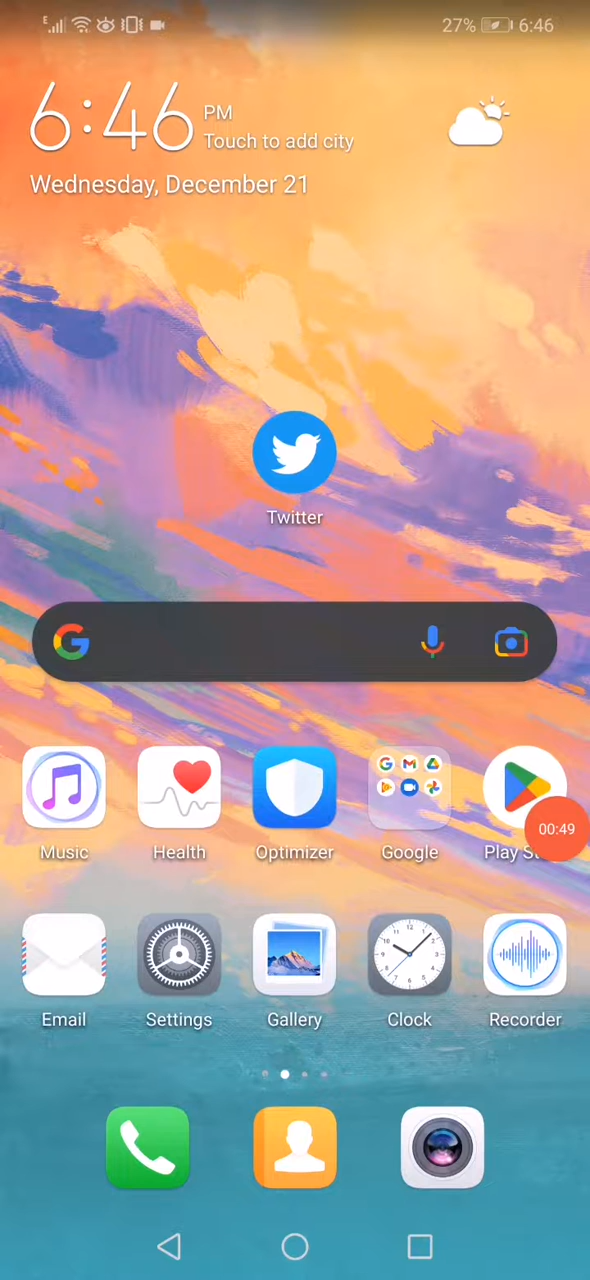 E 27% 6:46
6:46 PM
Touch to add city
Wednesday, December 21
Twitter
Music Health Optimizer Google Play S...
00:49
Email Settings Gallery Clock Recorder